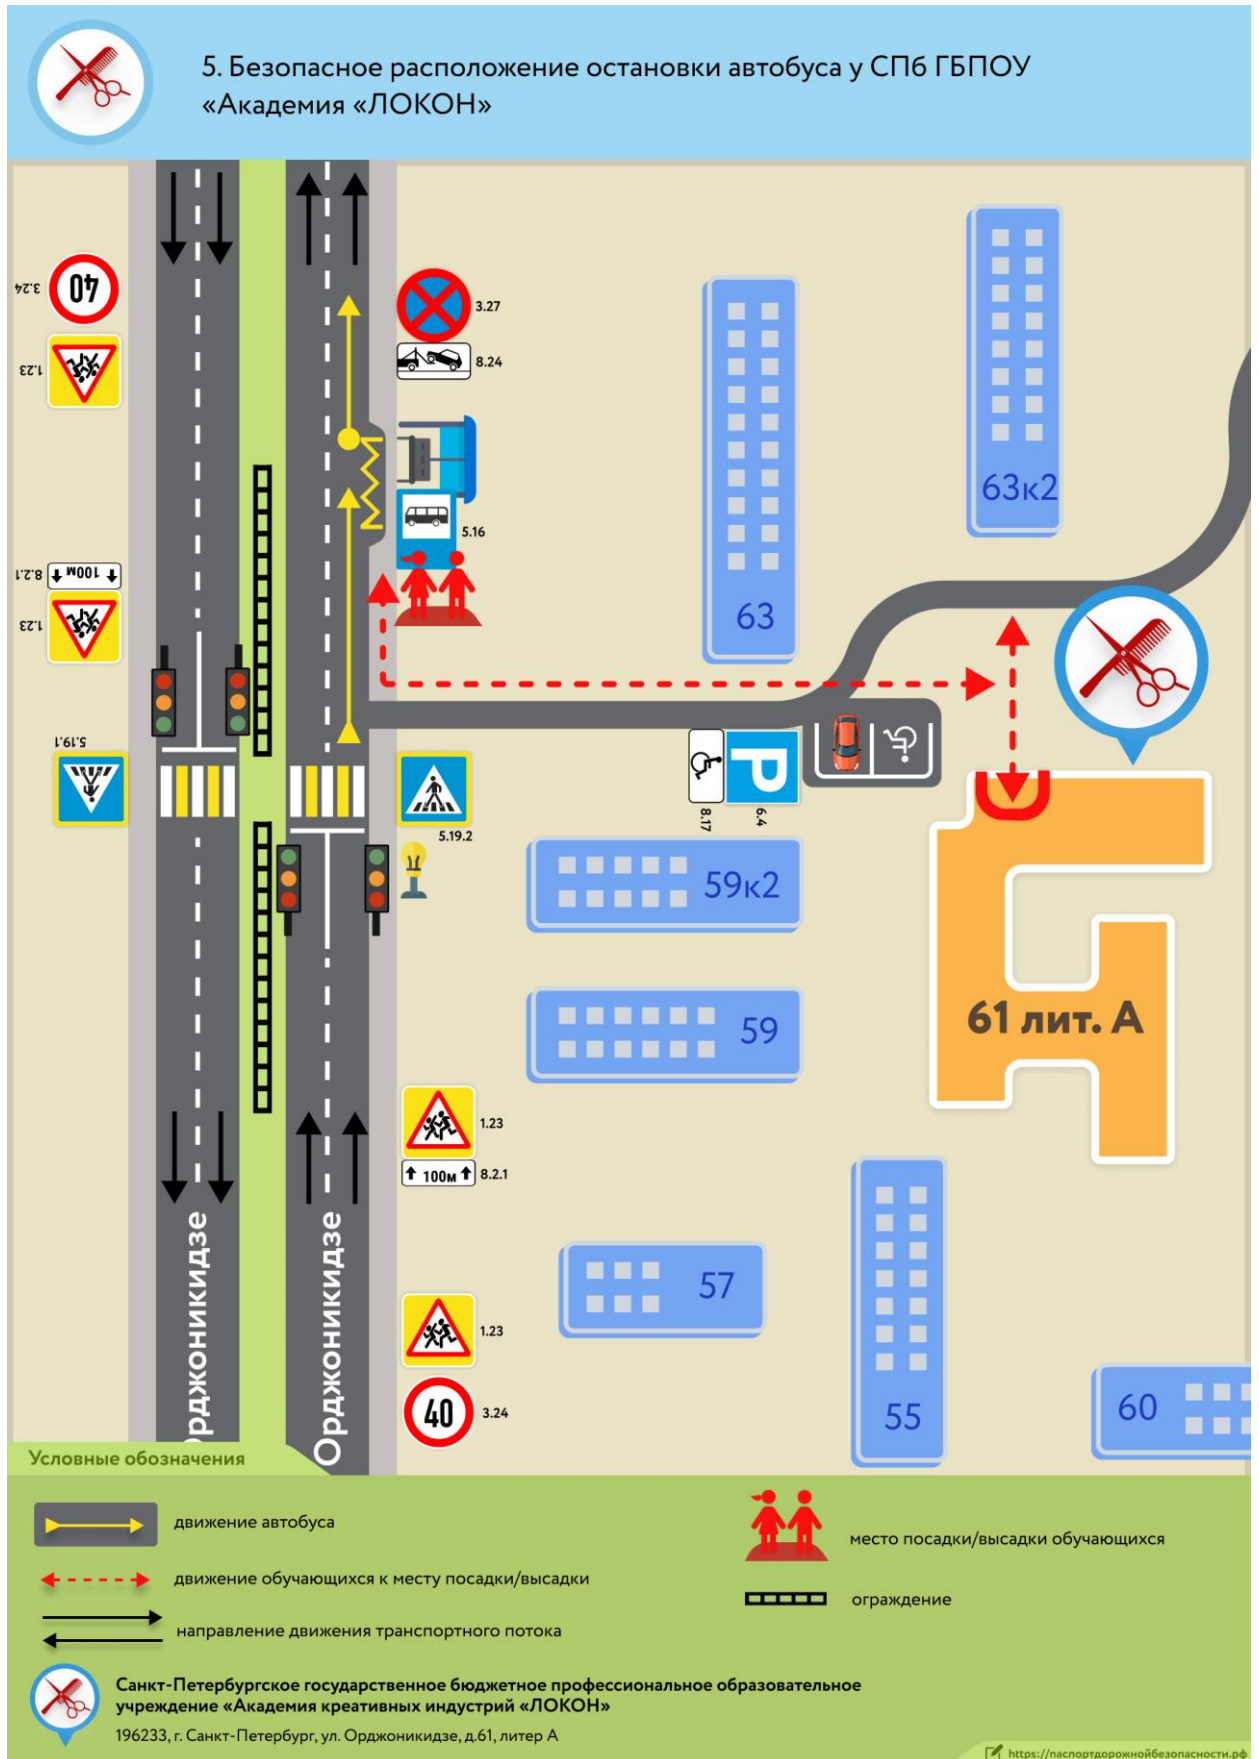 5. Безопасное расположение остановки автобуса у СПб ГБПОУ
«Академия «ЛОКОН»
40
3.24
3.27
1.23
8.24
63к2
5.16
100м
8.2.1
1.23
63
5.19.1
P
8.17
6.4
5.19.2
59к2
59
61 лит. А
1.23
100м
8.2.1
Орджоникидзе
Орджоникидзе
57
1.23
40
3.24
55
60
Условные обозначения
движение автобуса
место посадки/высадки обучающихся
движение обучающихся к месту посадки/высадки
ограждение
направление движения транспортного потока
Санкт-Петербургское государственное бюджетное профессиональное образовательное
учреждение «Академия креативных индустрий «ЛОКОН»
196233, г. Санкт-Петербург, ул. Орджоникидзе, д.61, литер А
https://паспортдорожнойбезопасности.рф